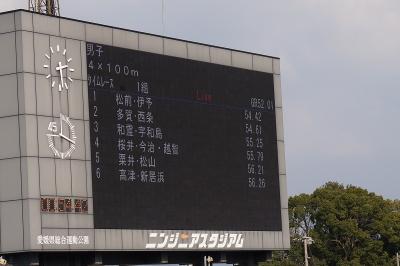 男子
4×100m
タイムレース 1組
Live GR52.01
1 松前・伊予 54.42
2 多賀・西条 54.61
3 和霊・宇和島 55.25
4 桜井・今治・越智 55.79
5 粟井・松山 56.21
6 高津・新居浜 56.26
45
愛媛県総合運動公園
ニンジニアスタジアム